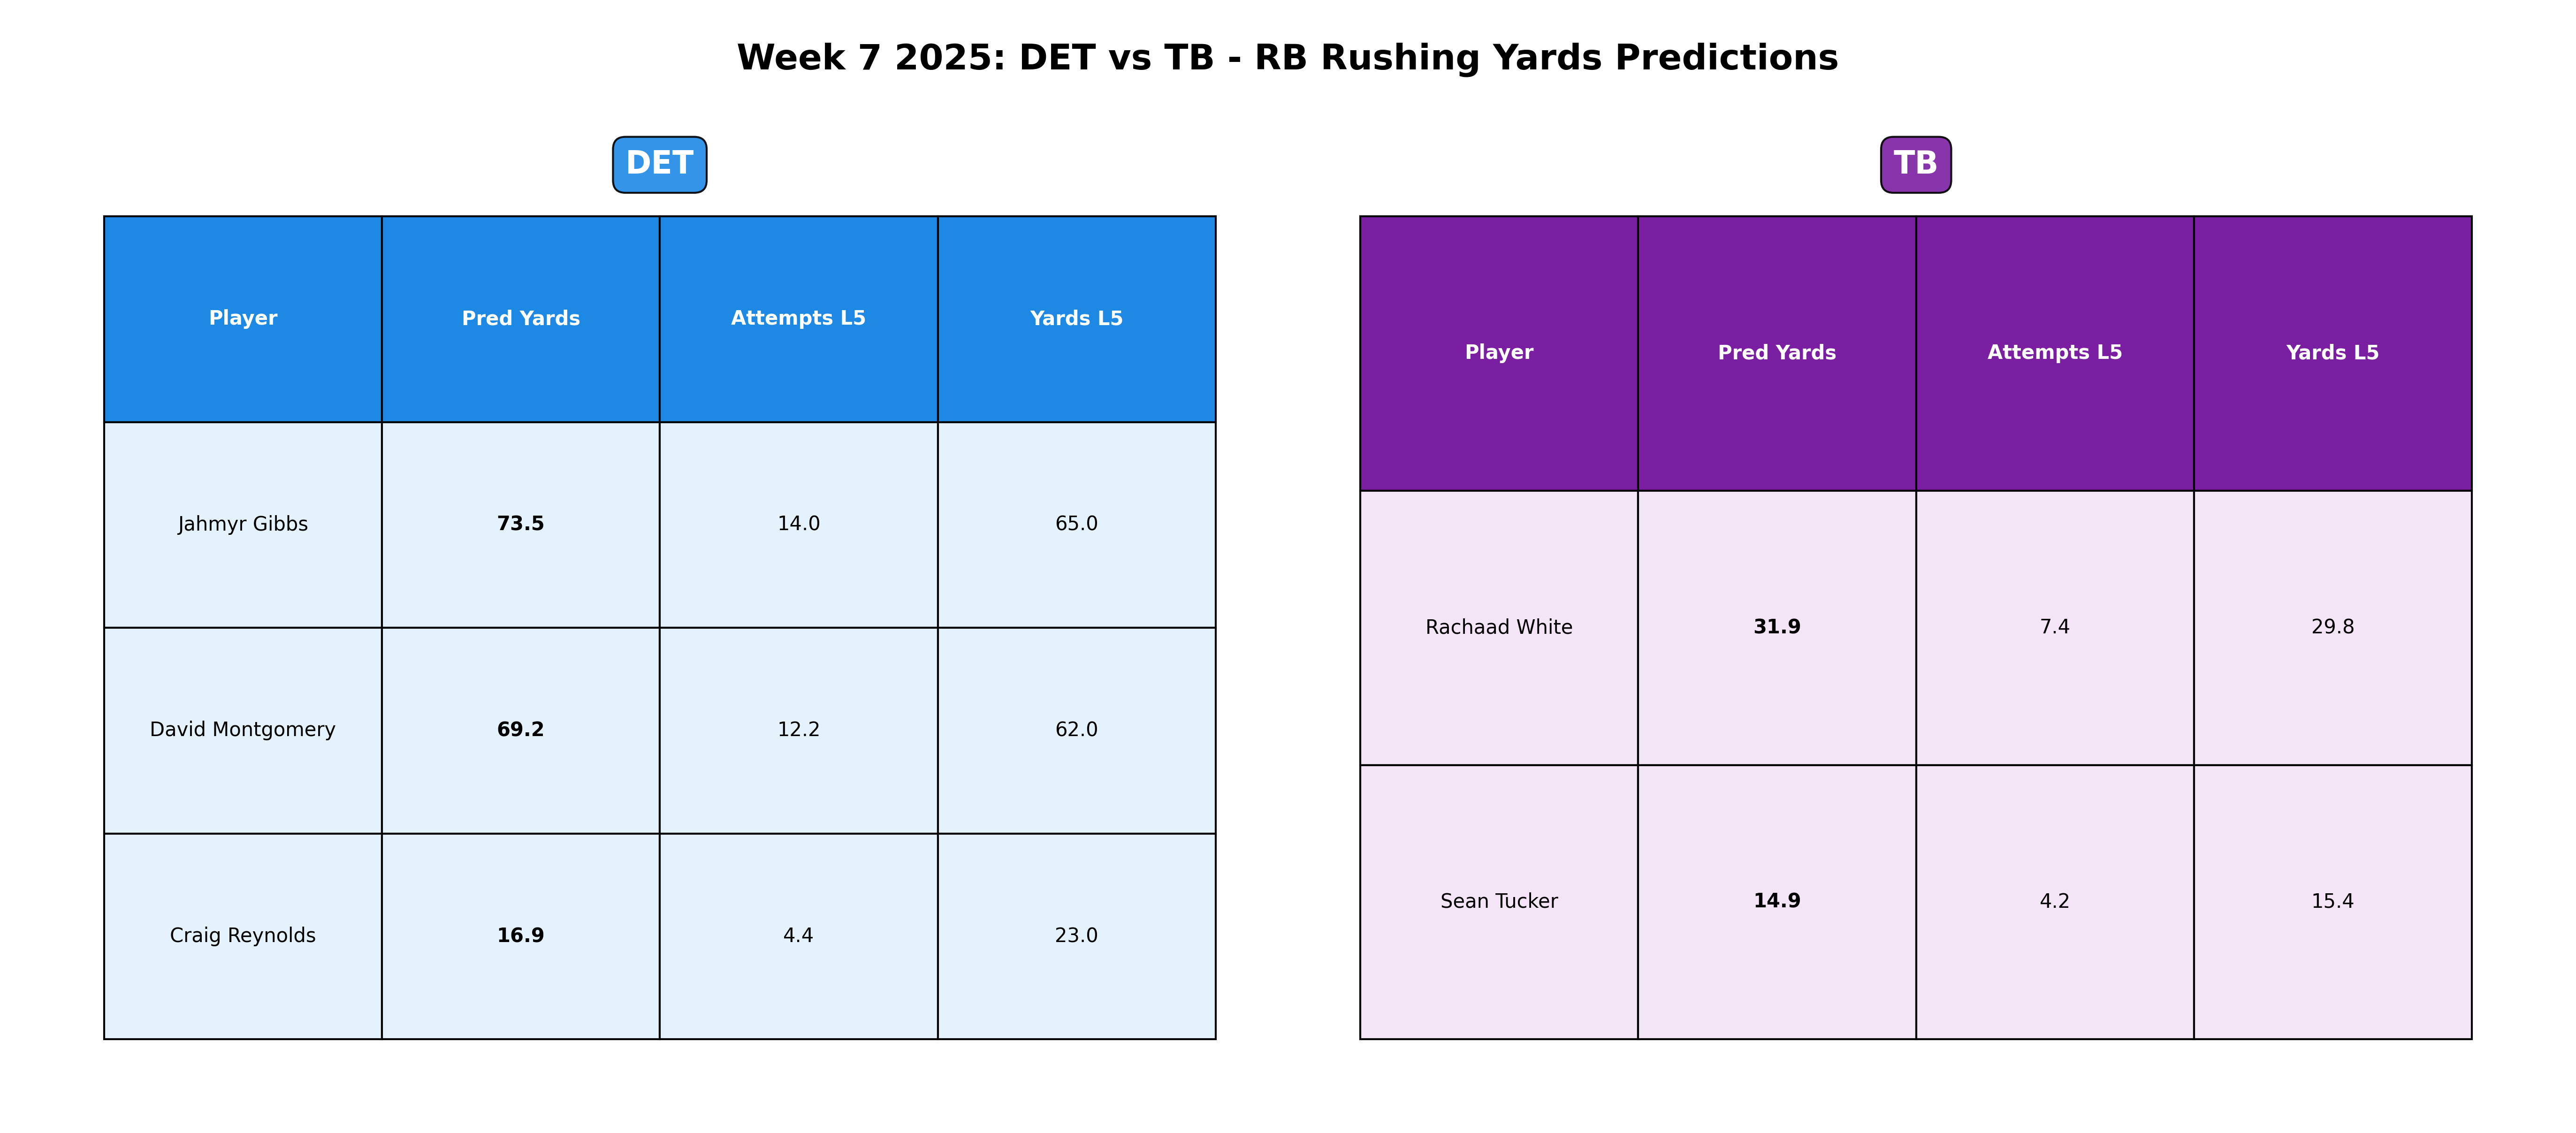 Week 7 2025: DET vs TB - RB Rushing Yards Predictions
DET
Player Pred Yards Attempts L5 Yards L5
Jahmyr Gibbs 73.5 14.0 65.0
David Montgomery 69.2 12.2 62.0
Craig Reynolds 16.9 4.4 23.0
TB
Player Pred Yards Attempts L5 Yards L5
Rachaad White 31.9 7.4 29.8
Sean Tucker 14.9 4.2 15.4